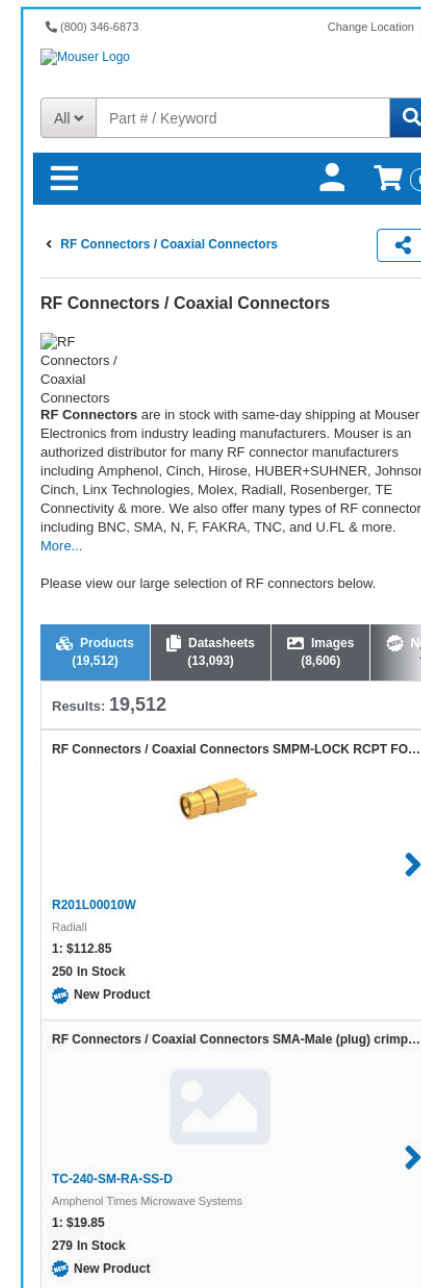 (800) 346-6873 Change Location
Mouser Logo
All Part # / Keyword
RF Connectors / Coaxial Connectors
RF Connectors / Coaxial Connectors
RF
Connectors /
Coaxial
Connectors
RF Connectors are in stock with same-day shipping at Mouser
Electronics from industry leading manufacturers. Mouser is an
authorized distributor for many RF connector manufacturers
including Amphenol, Cinch, Hirose, HUBER+SUHNER, Johnson
Cinch, Linx Technologies, Molex, Radiall, Rosenberger, TE
Connectivity & more. We also offer many types of RF connector
including BNC, SMA, N, F, FAKRA, TNC, and U.FL & more.
More...
Please view our large selection of RF connectors below.
Products Datasheets Images
(19,512) (13,093) (8,606)
Results: 19,512
RF Connectors / Coaxial Connectors SMPM-LOCK RCPT FO...
R201L00010W
Radiall
1: $112.85
250 In Stock
NEW New Product
RF Connectors / Coaxial Connectors SMA-Male (plug) crimp...
TC-240-SM-RA-SS-D
Amphenol Times Microwave Systems
1: $19.85
279 In Stock
NEW New Product